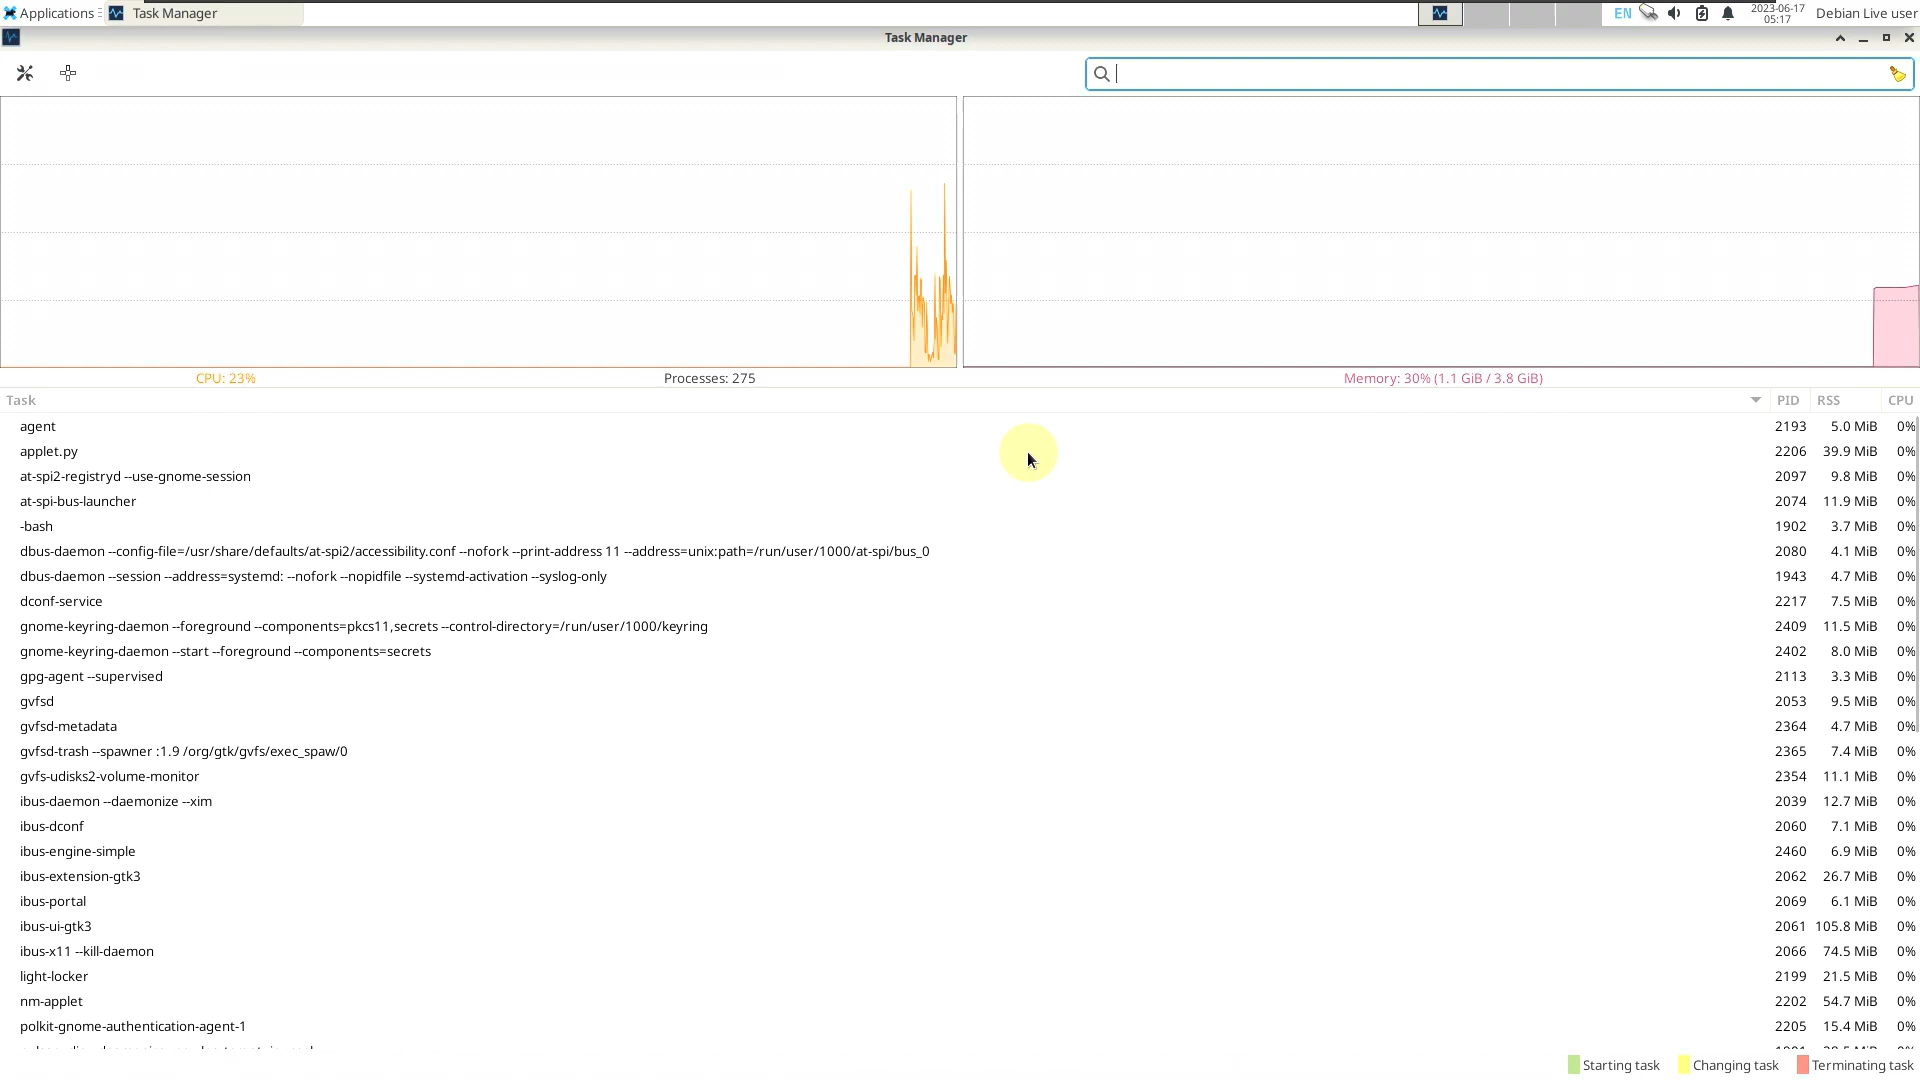 Applications
Task Manager
EN
2023-06-17
05:17
Debian Live user
Task Manager
CPU: 23%
Processes: 275
Memory: 30% (1.1 GiB / 3.8 GiB)
Task PID RSS CPU
agent 2193 5.0 MiB 0%
applet.py 2206 39.9 MiB 0%
at-spi2-registryd --use-gnome-session 2097 9.8 MiB 0%
at-spi-bus-launcher 2074 11.9 MiB 0%
-bash 1902 3.7 MiB 0%
dbus-daemon --config-file=/usr/share/defaults/at-spi2/accessibility.conf --nofork --print-address 11 --address=unix:path=/run/user/1000/at-spi/bus_0 2080 4.1 MiB 0%
dbus-daemon --session --address=systemd: --nofork --nopidfile --systemd-activation --syslog-only 1943 4.7 MiB 0%
dconf-service 2217 7.5 MiB 0%
gnome-keyring-daemon --foreground --components=pkcs11,secrets --control-directory=/run/user/1000/keyring 2409 11.5 MiB 0%
gnome-keyring-daemon --start --foreground --components=secrets 2402 8.0 MiB 0%
gpg-agent --supervised 2113 3.3 MiB 0%
gvfsd 2053 9.5 MiB 0%
gvfsd-metadata 2364 4.7 MiB 0%
gvfsd-trash --spawner :1.9 /org/gtk/gvfs/exec_spaw/0 2365 7.4 MiB 0%
gvfs-udisks2-volume-monitor 2354 11.1 MiB 0%
ibus-daemon --daemonize --xim 2039 12.7 MiB 0%
ibus-dconf 2060 7.1 MiB 0%
ibus-engine-simple 2460 6.9 MiB 0%
ibus-extension-gtk3 2062 26.7 MiB 0%
ibus-portal 2069 6.1 MiB 0%
ibus-ui-gtk3 2061 105.8 MiB 0%
ibus-x11 --kill-daemon 2066 74.5 MiB 0%
light-locker 2199 21.5 MiB 0%
nm-applet 2202 54.7 MiB 0%
polkit-gnome-authentication-agent-1 2205 15.4 MiB 0%
Starting task
Changing task
Terminating task